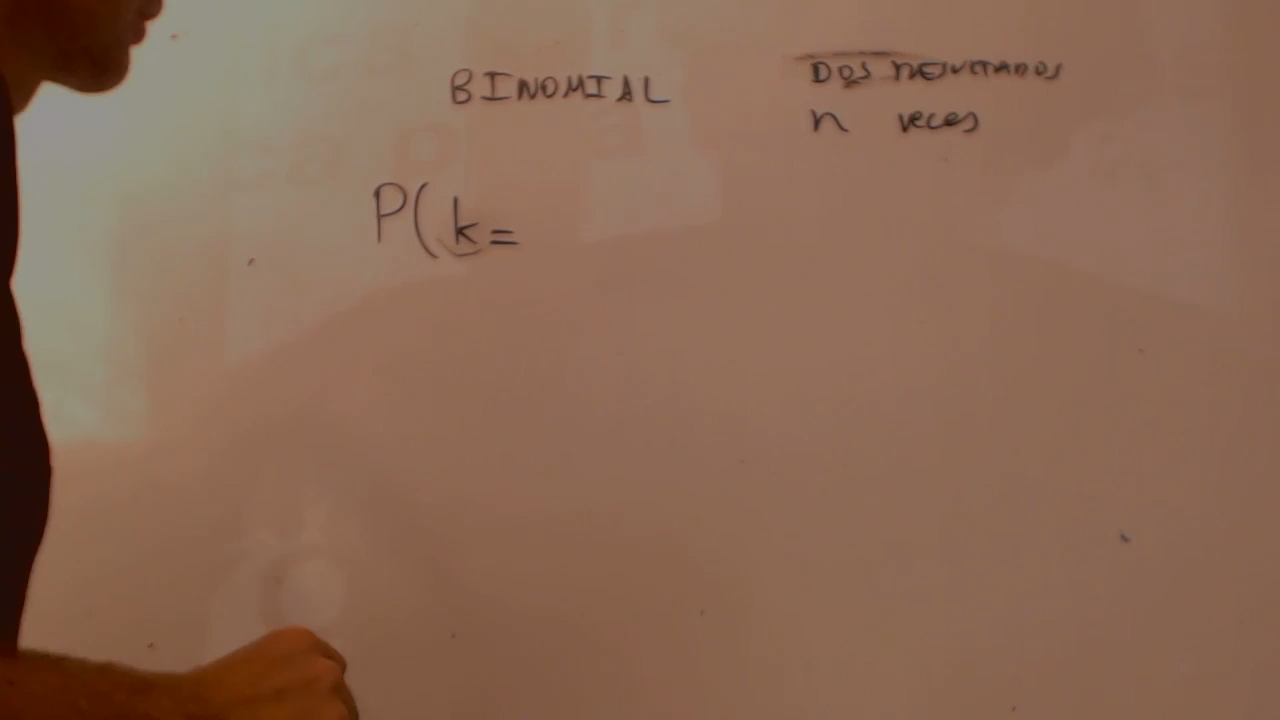 BINOMIAL
DOS RESULTADOS
n veces
P( k =